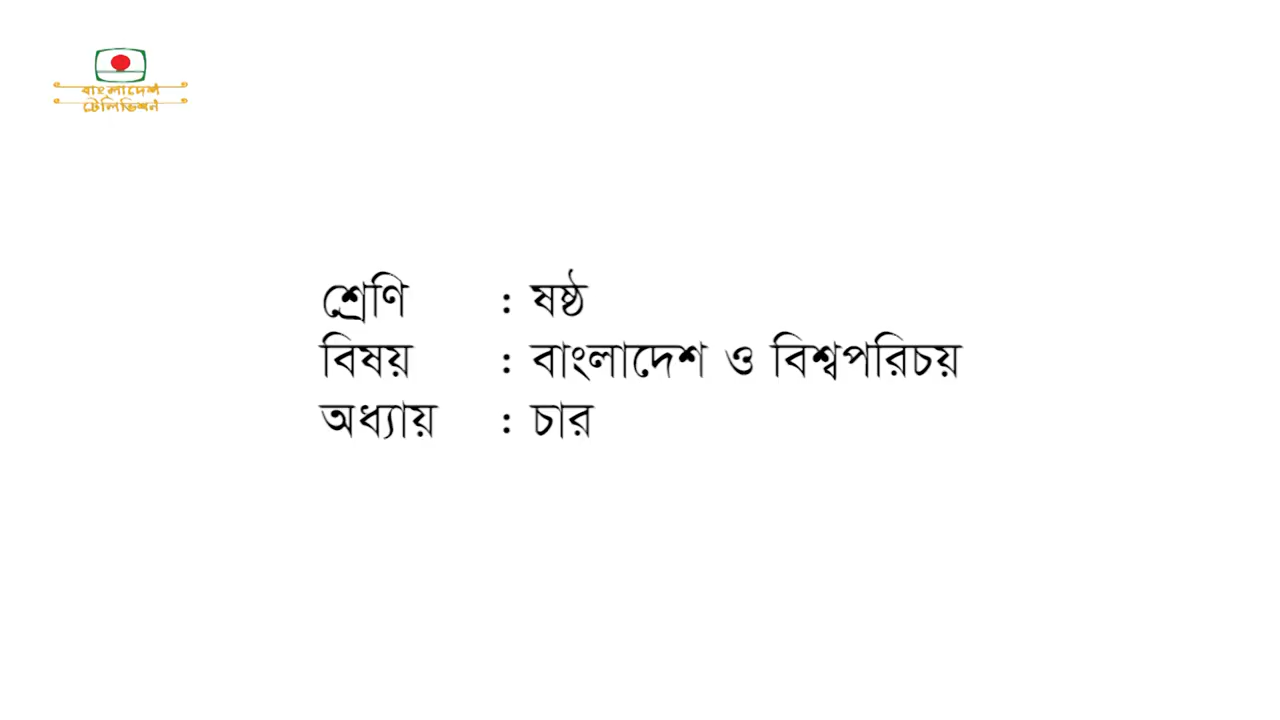 বাংলাদেশ
টেলিভিশন
শ্রেণি : ষষ্ঠ
বিষয় : বাংলাদেশ ও বিশ্বপরিচয়
অধ্যায় : চার